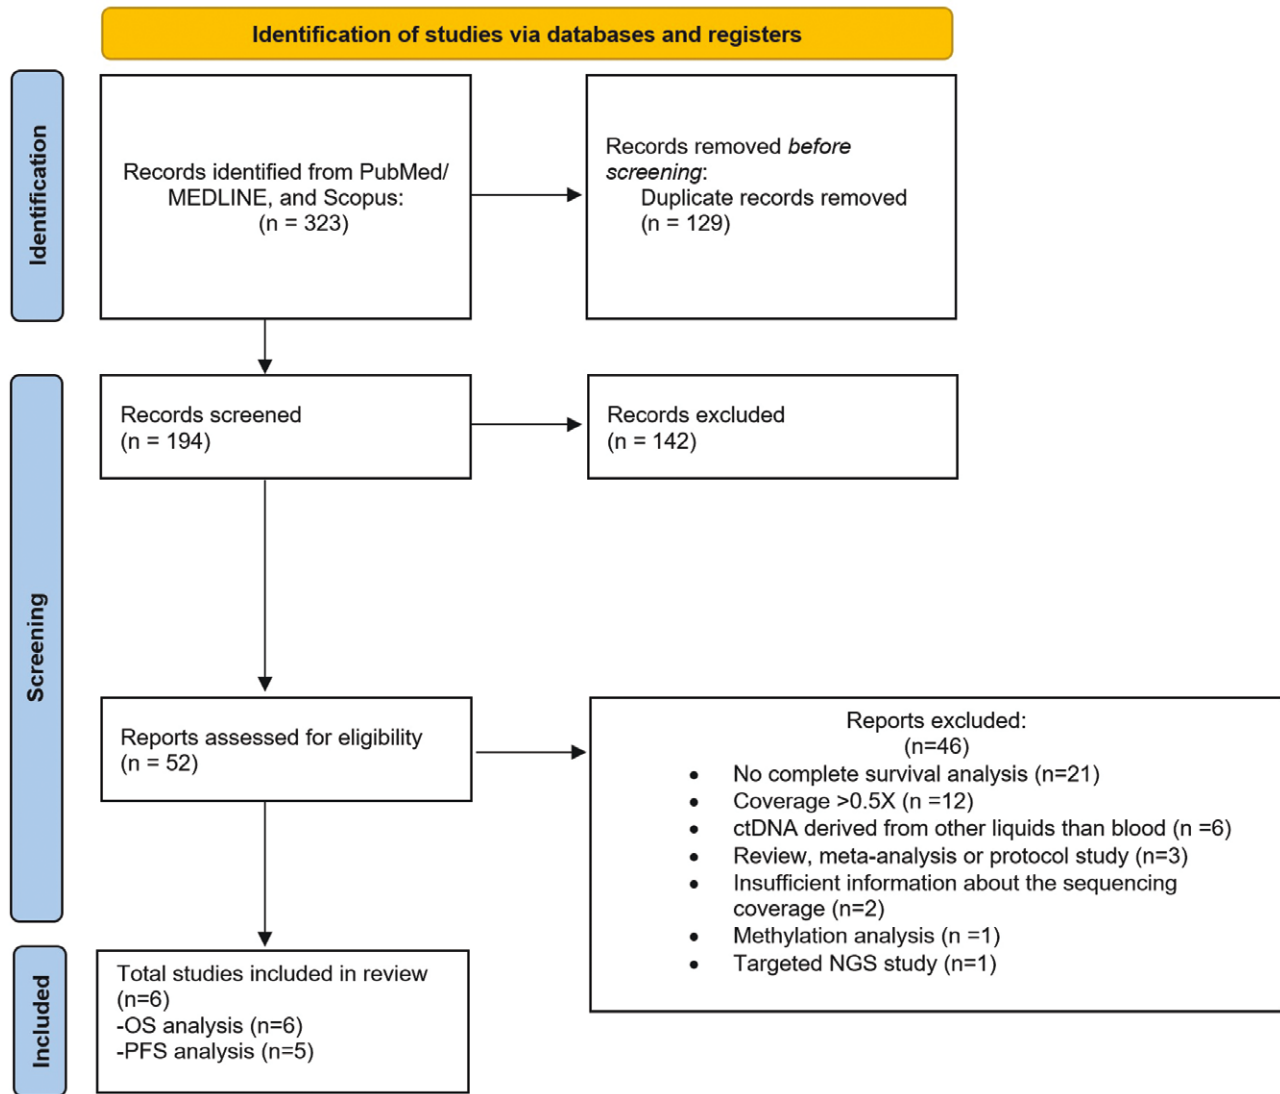 Identification of studies via databases and registers
Identification
Records identified from PubMed/
MEDLINE, and Scopus:
(n = 323)
Records removed before
screening:
Duplicate records removed
(n = 129)
Screening
Records screened
(n = 194)
Records excluded
(n = 142)
Reports assessed for eligibility
(n = 52)
Reports excluded:
(n=46)
• No complete survival analysis (n=21)
• Coverage >0.5X (n =12)
• ctDNA derived from other liquids than blood (n =6)
• Review, meta-analysis or protocol study (n=3)
• Insufficient information about the sequencing
coverage (n=2)
• Methylation analysis (n =1)
• Targeted NGS study (n=1)
Included
Total studies included in review
(n=6)
-OS analysis (n=6)
-PFS analysis (n=5)